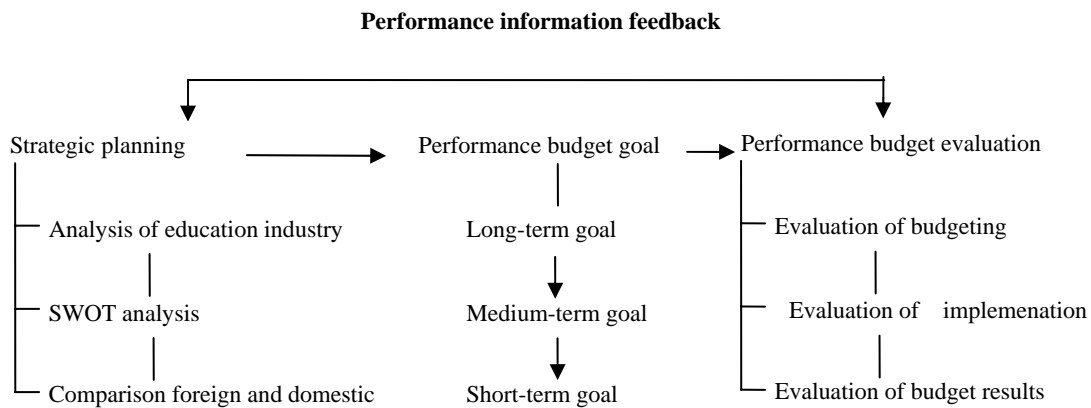 Performance information feedback
Strategic planning
Performance budget goal
Performance budget evaluation
Analysis of education industry
Long-term goal
Evaluation of budgeting
SWOT analysis
Medium-term goal
Evaluation of implemenation
Comparison foreign and domestic
Short-term goal
Evaluation of budget results